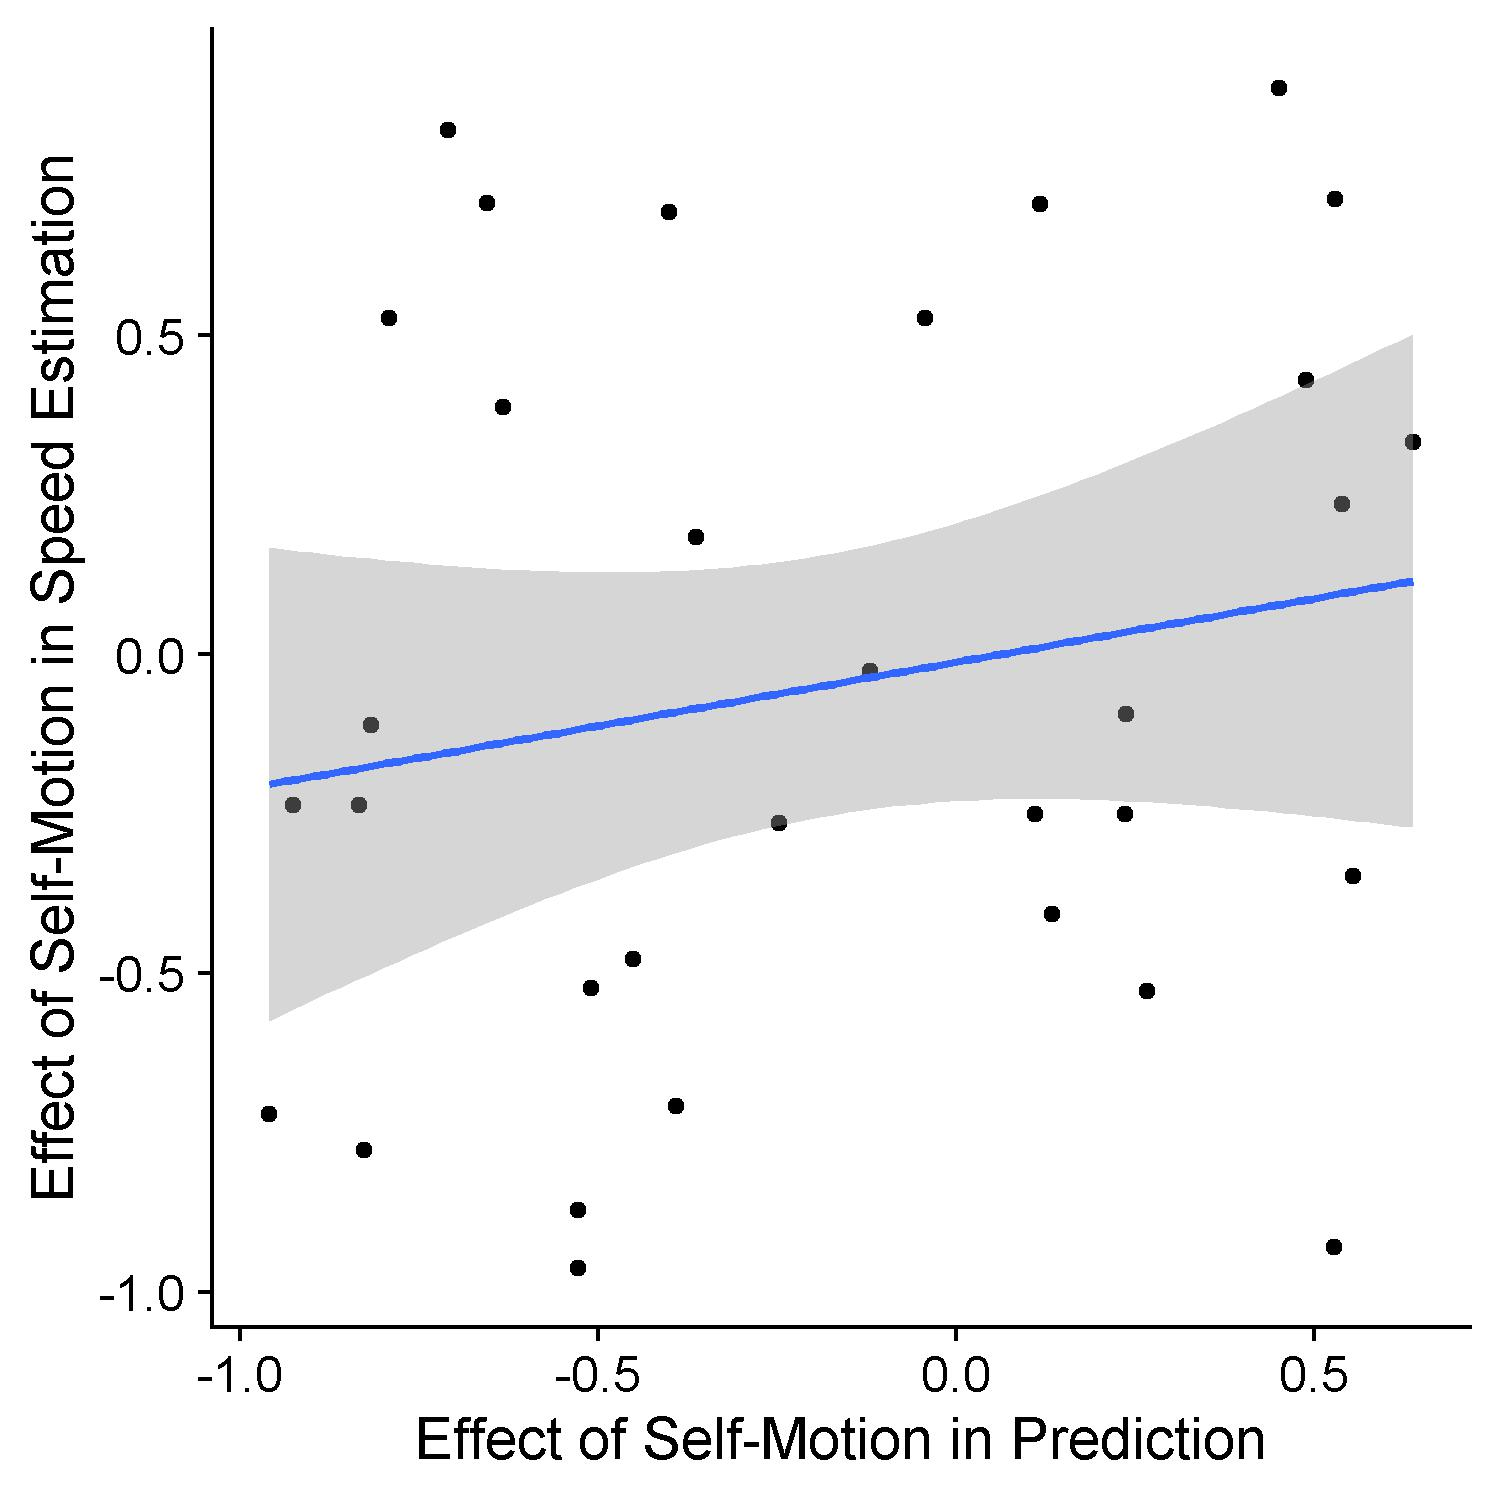 Effect of Self-Motion in Speed Estimation
0.5
0.0
-0.5
-1.0
-1.0 -0.5 0.0 0.5
Effect of Self-Motion in Prediction